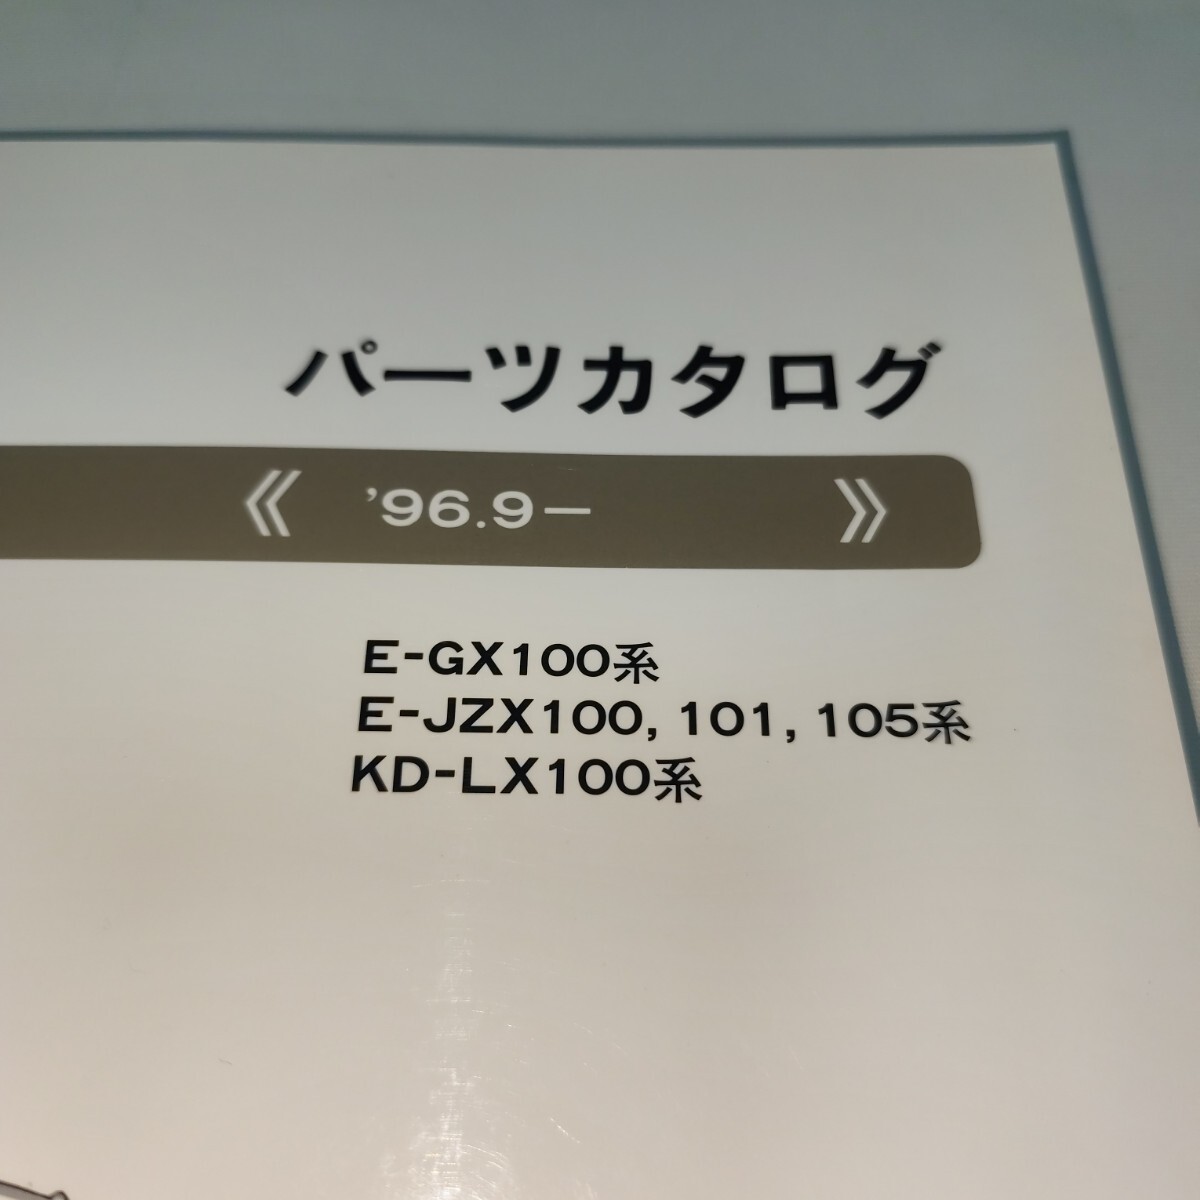 パーツカタログ
《 '96.9− 》
E-GX100系
E-JZX100, 101, 105系
KD-LX100系